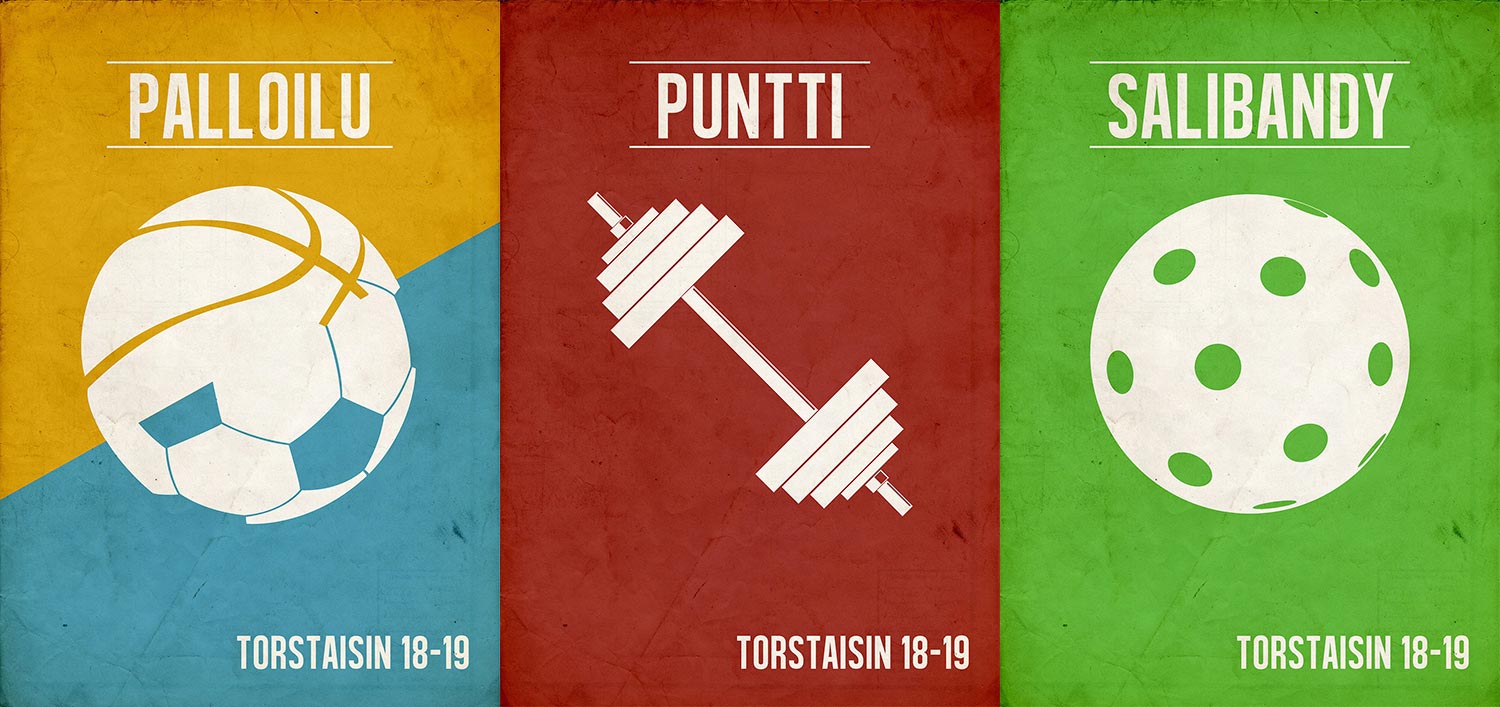 PALLOILU
TORSTAISIN 18-19
PUNTTI
TORSTAISIN 18-19
SALIBANDY
TORSTAISIN 18-19